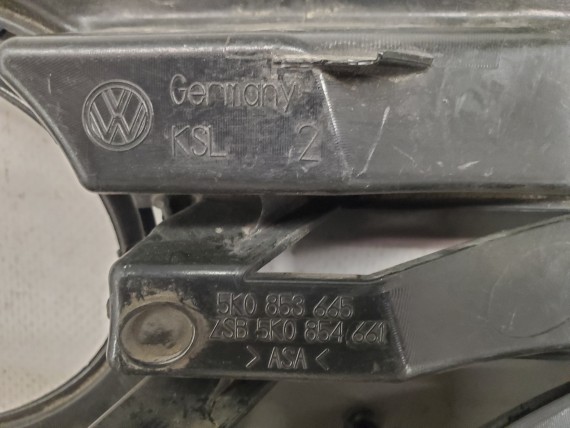 Germany
KSL 2
5K0 853 665
ZSB 5K0 854 661
> ASA <